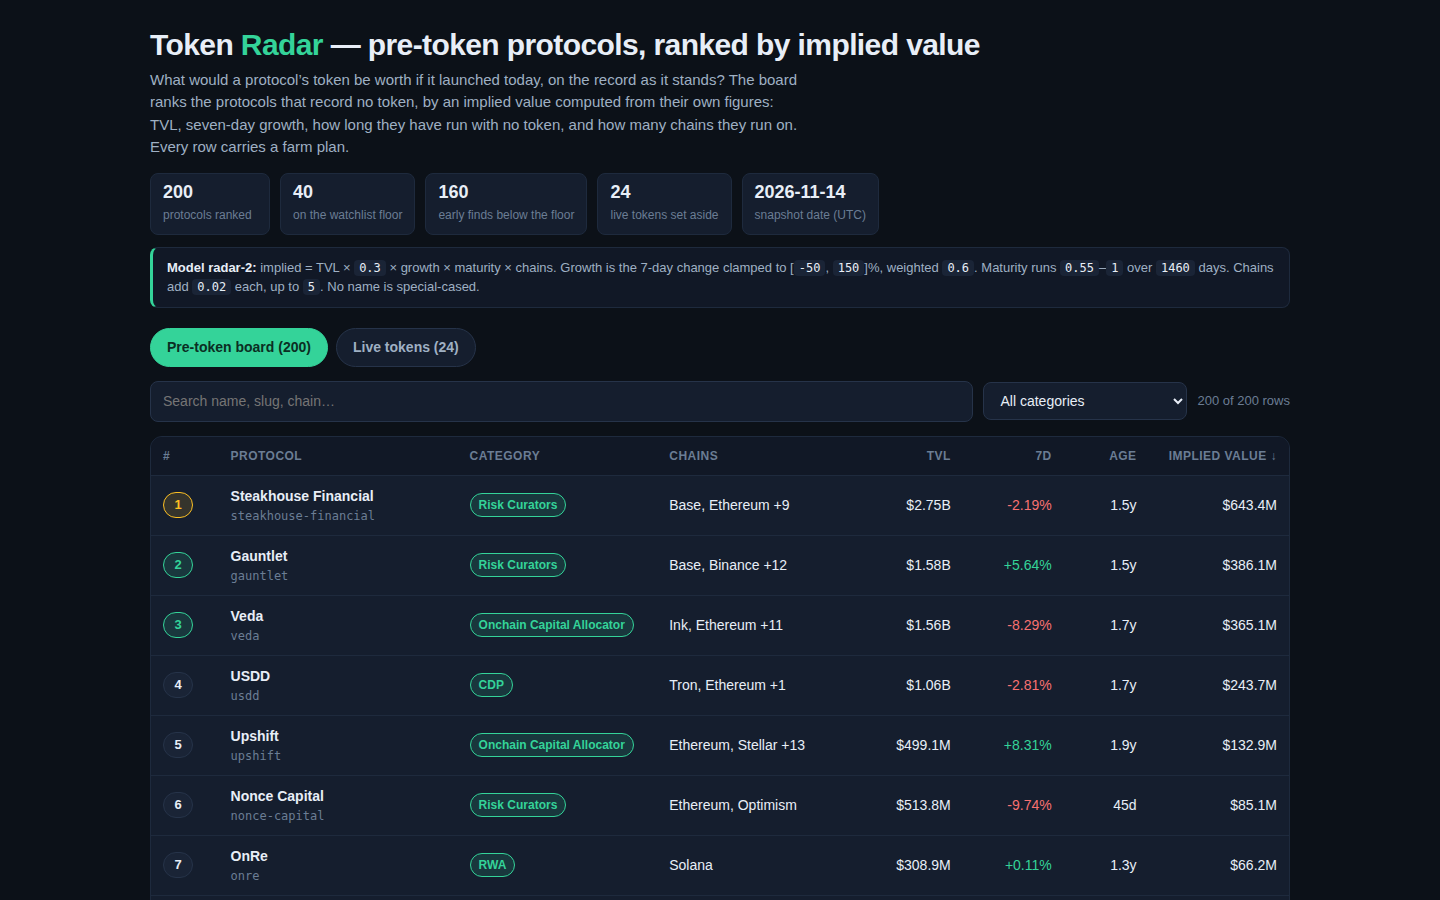 Token Radar — pre-token protocols, ranked by implied value
What would a protocol's token be worth if it launched today, on the record as it stands? The board
ranks the protocols that record no token, by an implied value computed from their own figures:
TVL, seven-day growth, how long they have run with no token, and how many chains they run on.
Every row carries a farm plan.
200 40 160 24 2026-11-14
protocols ranked on the watchlist floor early finds below the floor live tokens set aside snapshot date (UTC)
Model radar-2: implied = TVL × 0.3 × growth × maturity × chains. Growth is the 7-day change clamped to [-50, 150]%, weighted 0.6. Maturity runs 0.55–1 over 1460 days. Chains
add 0.02 each, up to 5. No name is special-cased.
Pre-token board (200) Live tokens (24)
Search name, slug, chain… All categories 200 of 200 rows
# PROTOCOL CATEGORY CHAINS TVL 7D AGE IMPLIED VALUE ↓
1 Steakhouse Financial Risk Curators Base, Ethereum +9 $2.75B -2.19% 1.5y $643.4M
steakhouse-financial
2 Gauntlet Risk Curators Base, Binance +12 $1.58B +5.64% 1.5y $386.1M
gauntlet
3 Veda Onchain Capital Allocator Ink, Ethereum +11 $1.56B -8.29% 1.7y $365.1M
veda
4 USDD CDP Tron, Ethereum +1 $1.06B -2.81% 1.7y $243.7M
usdd
5 Upshift Onchain Capital Allocator Ethereum, Stellar +13 $499.1M +8.31% 1.9y $132.9M
upshift
6 Nonce Capital Risk Curators Ethereum, Optimism $513.8M -9.74% 45d $85.1M
nonce-capital
7 OnRe RWA Solana $308.9M +0.11% 1.3y $66.2M
onre